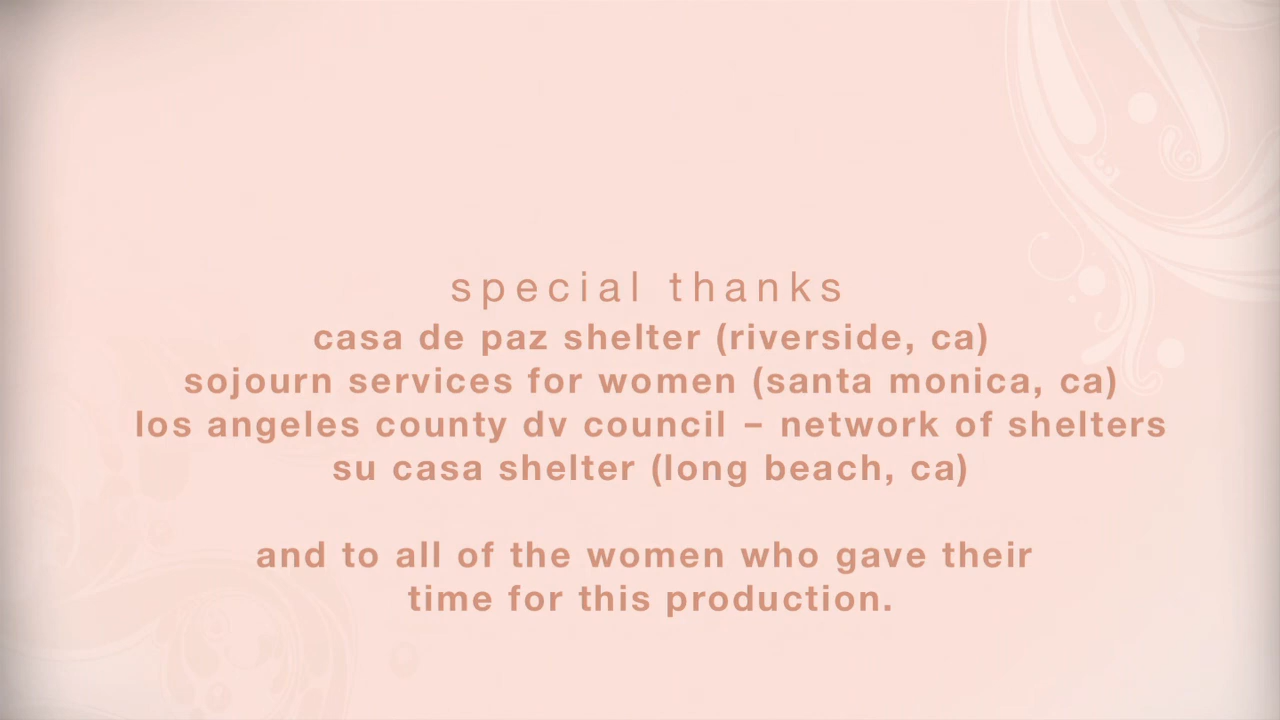 special thanks
casa de paz shelter (riverside, ca)
sojourn services for women (santa monica, ca)
los angeles county dv council – network of shelters
su casa shelter (long beach, ca)
and to all of the women who gave their
time for this production.